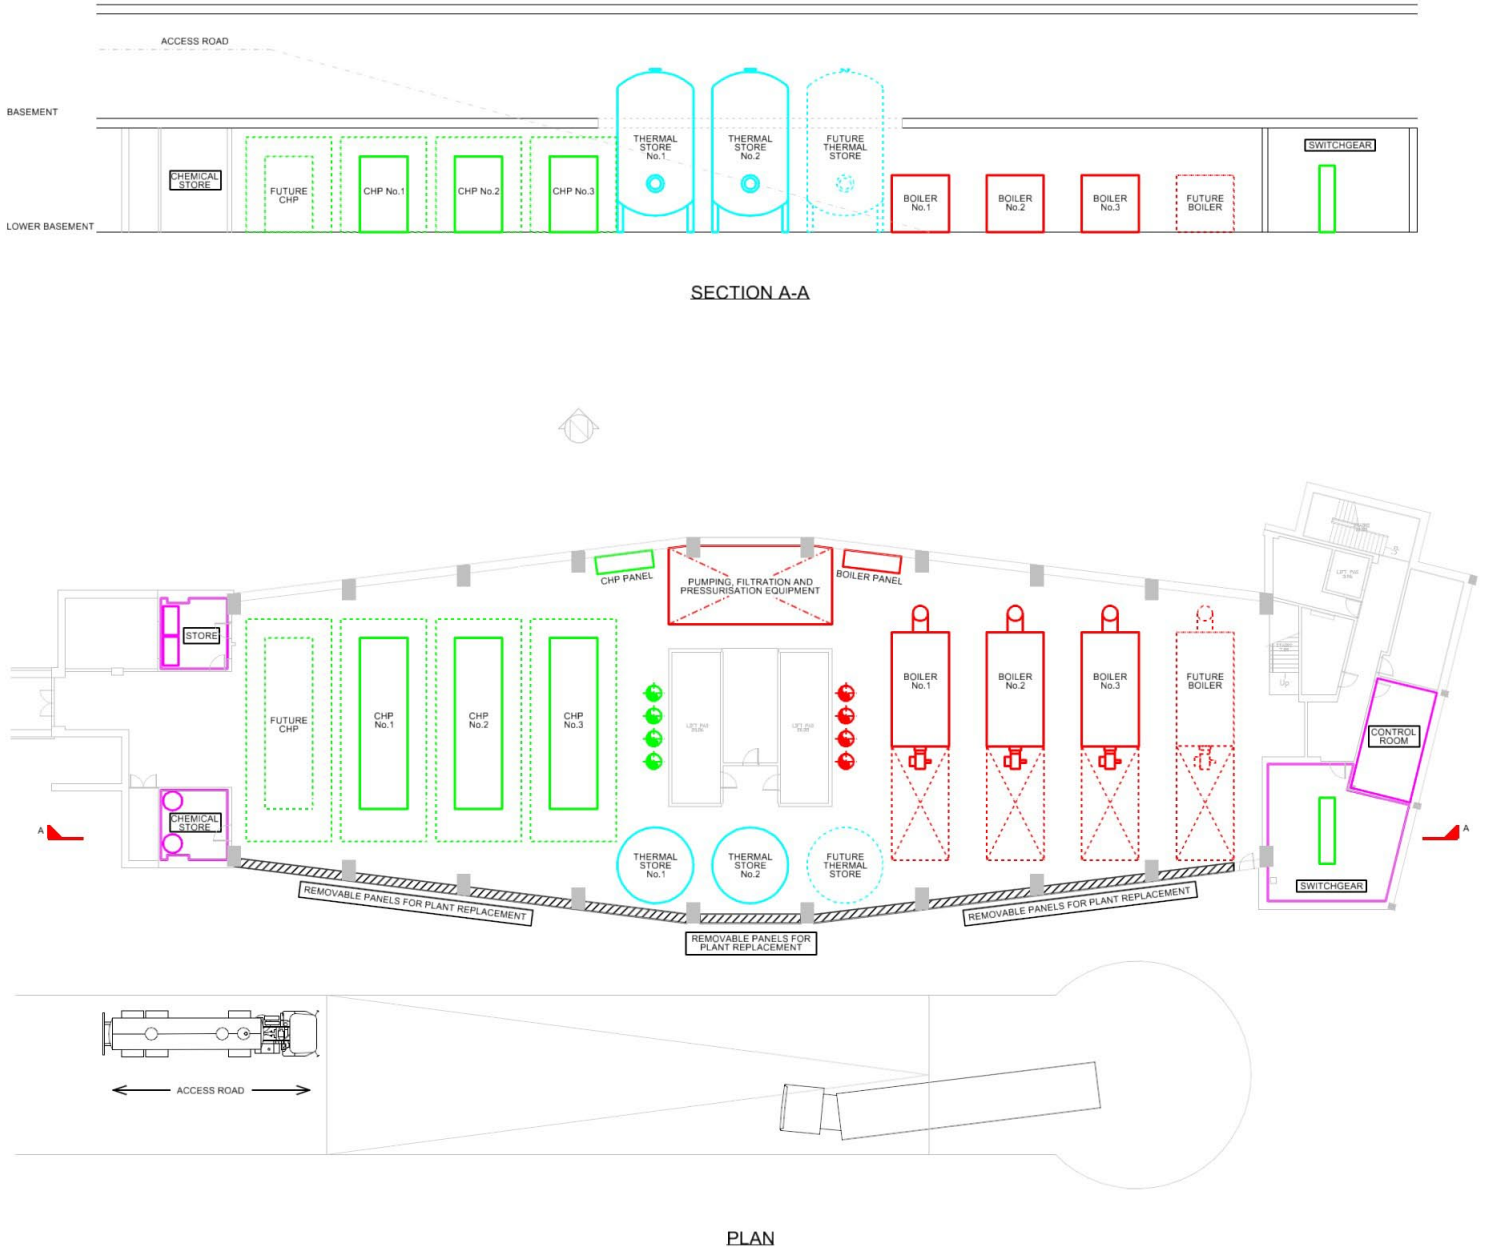 ACCESS ROAD
BASEMENT
LOWER BASEMENT
CHEMICAL
STORE
FUTURE
CHP
CHP No.1
CHP No.2
CHP No.3
THERMAL
STORE
No.1
THERMAL
STORE
No.2
FUTURE
THERMAL
STORE
BOILER
No.1
BOILER
No.2
BOILER
No.3
FUTURE
BOILER
SWITCHGEAR
SECTION A-A
CHP PANEL
PUMPING, FILTRATION AND
PRESSURISATION EQUIPMENT
BOILER PANEL
STORE
FUTURE
CHP
CHP
No.1
CHP
No.2
CHP
No.3
BOILER
No.1
BOILER
No.2
BOILER
No.3
FUTURE
BOILER
Up
CONTROL
ROOM
CHEMICAL
STORE
A
A
THERMAL
STORE
No.1
THERMAL
STORE
No.2
FUTURE
THERMAL
STORE
SWITCHGEAR
REMOVABLE PANELS FOR PLANT REPLACEMENT
REMOVABLE PANELS FOR
PLANT REPLACEMENT
REMOVABLE PANELS FOR PLANT REPLACEMENT
ACCESS ROAD
PLAN